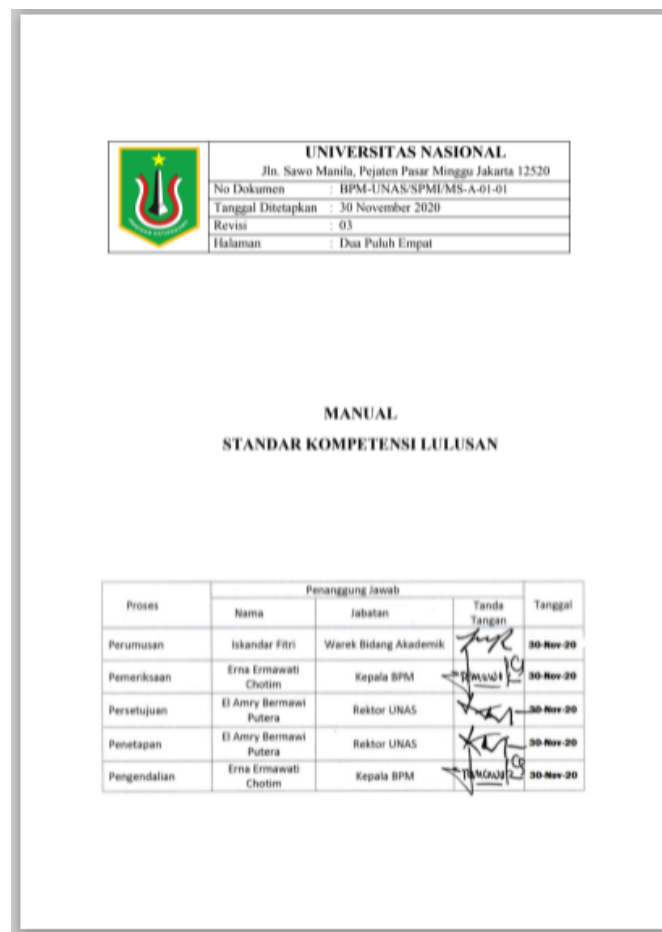 UNIVERSITAS NASIONAL
Jln. Sawo Manila, Pejaten Pasar Minggu Jakarta 12520
No Dokumen : BPM-UNAS/SPMI/MS-A-01-01
Tanggal Ditetapkan : 30 November 2020
Revisi : 03
Halaman : Dua Puluh Empat
MANUAL
STANDAR KOMPETENSI LULUSAN
Proses Penanggung Jawab Tanggal
Nama Jabatan Tanda Tangan
Perumusan Iskandar Fitri Warek Bidang Akademik 30-Nov-20
Pemeriksaan Erna Ermawati Chotim Kepala BPM 30-Nov-20
Persetujuan El Amry Bermawi Putera Rektor UNAS 30-Nov-20
Penetapan El Amry Bermawi Putera Rektor UNAS 30-Nov-20
Pengendalian Erna Ermawati Chotim Kepala BPM 30-Nov-20